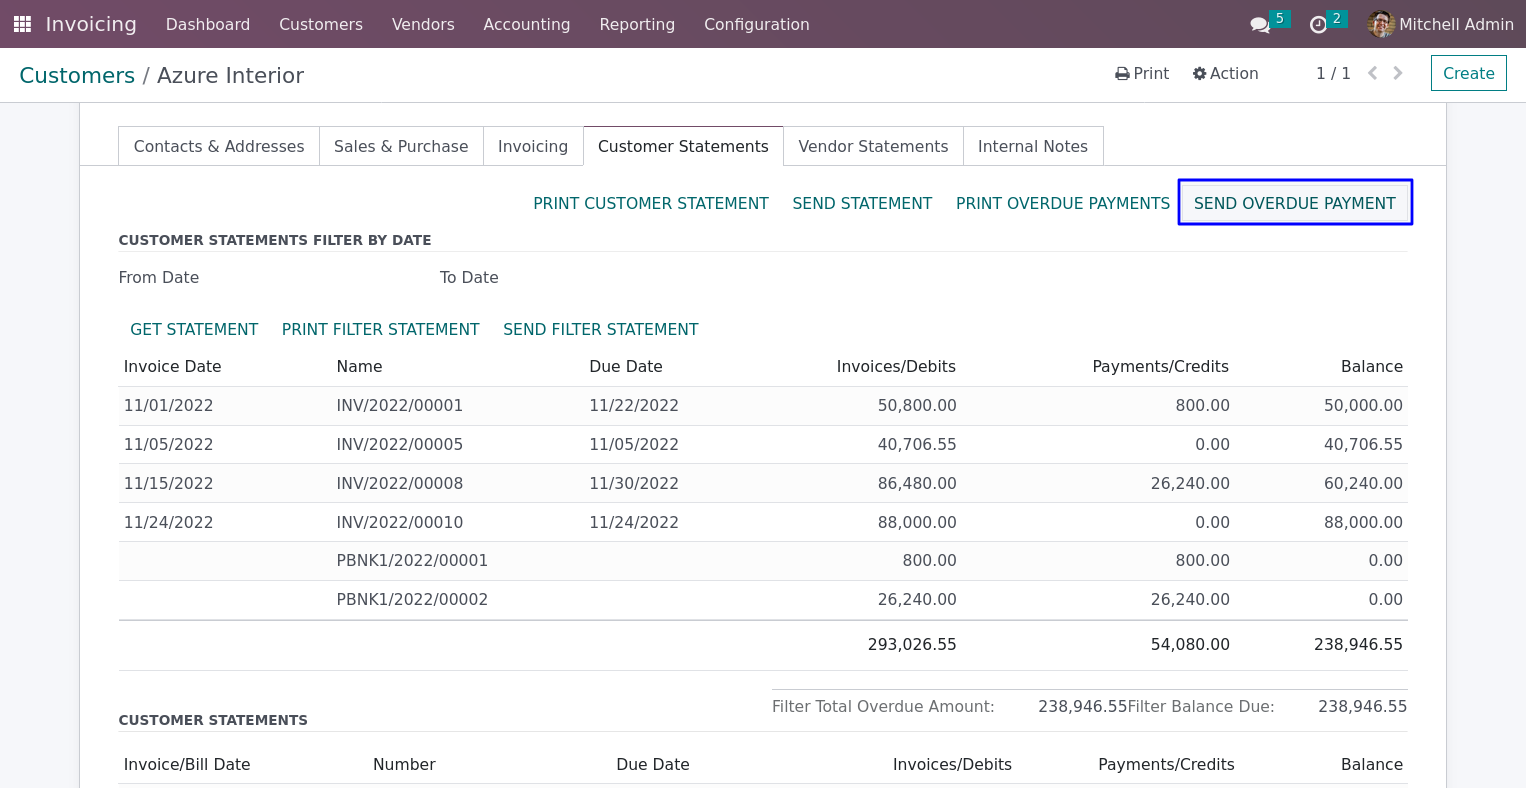 Invoicing Dashboard Customers Vendors Accounting Reporting Configuration 5 2 Mitchell Admin
Customers / Azure Interior Print Action 1 / 1 Create
Contacts & Addresses Sales & Purchase Invoicing Customer Statements Vendor Statements Internal Notes
PRINT CUSTOMER STATEMENT SEND STATEMENT PRINT OVERDUE PAYMENTS SEND OVERDUE PAYMENT
CUSTOMER STATEMENTS FILTER BY DATE
From Date To Date
GET STATEMENT PRINT FILTER STATEMENT SEND FILTER STATEMENT
Invoice Date Name Due Date Invoices/Debits Payments/Credits Balance
11/01/2022 INV/2022/00001 11/22/2022 50,800.00 800.00 50,000.00
11/05/2022 INV/2022/00005 11/05/2022 40,706.55 0.00 40,706.55
11/15/2022 INV/2022/00008 11/30/2022 86,480.00 26,240.00 60,240.00
11/24/2022 INV/2022/00010 11/24/2022 88,000.00 0.00 88,000.00
PBNK1/2022/00001 800.00 800.00 0.00
PBNK1/2022/00002 26,240.00 26,240.00 0.00
293,026.55 54,080.00 238,946.55
Filter Total Overdue Amount: 238,946.55 Filter Balance Due: 238,946.55
CUSTOMER STATEMENTS
Invoice/Bill Date Number Due Date Invoices/Debits Payments/Credits Balance